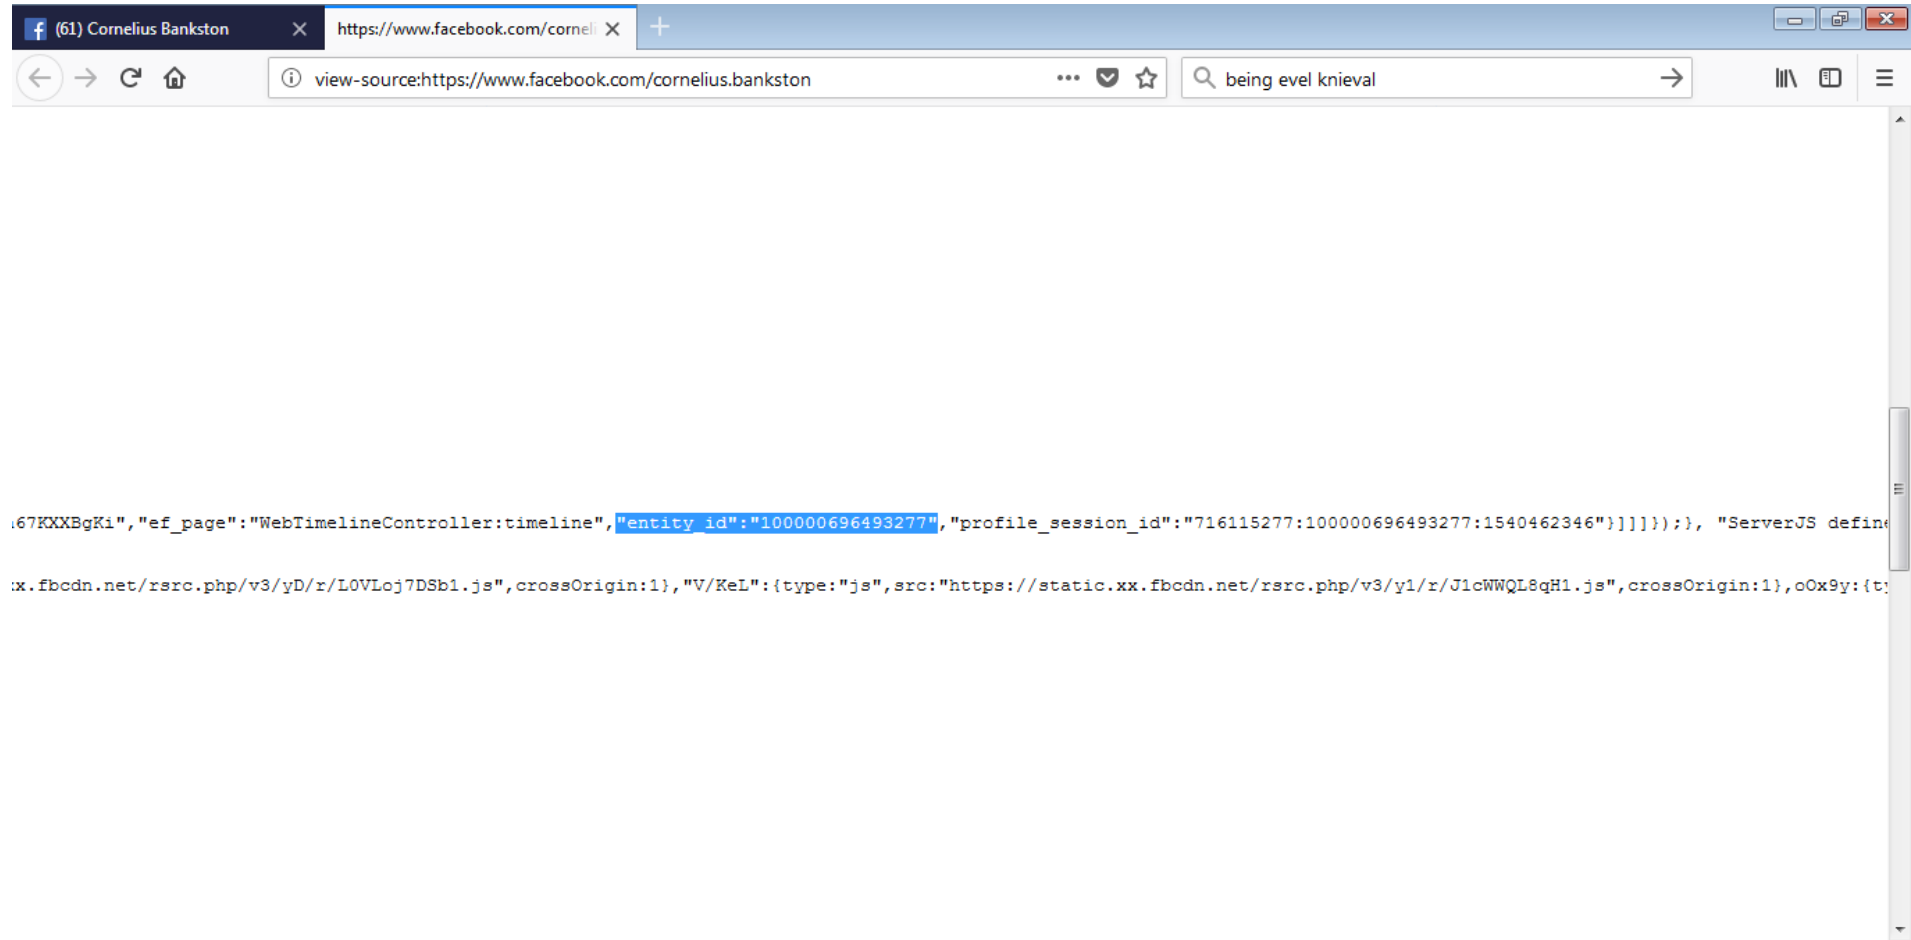 (61) Cornelius Bankston
https://www.facebook.com/corneli
view-source:https://www.facebook.com/cornelius.bankston
being evel knieval
67KXXBgKi","ef_page":"WebTimelineController:timeline","entity_id":"100000696493277","profile_session_id":"716115277:100000696493277:1540462346"}]]]});}, "ServerJS define
x.fbcdn.net/rsrc.php/v3/yD/r/L0VLoj7DSb1.js",crossOrigin:1},"V/KeL":{type:"js",src:"https://static.xx.fbcdn.net/rsrc.php/v3/y1/r/J1cWWQL8qH1.js",crossOrigin:1},oOx9y:{t